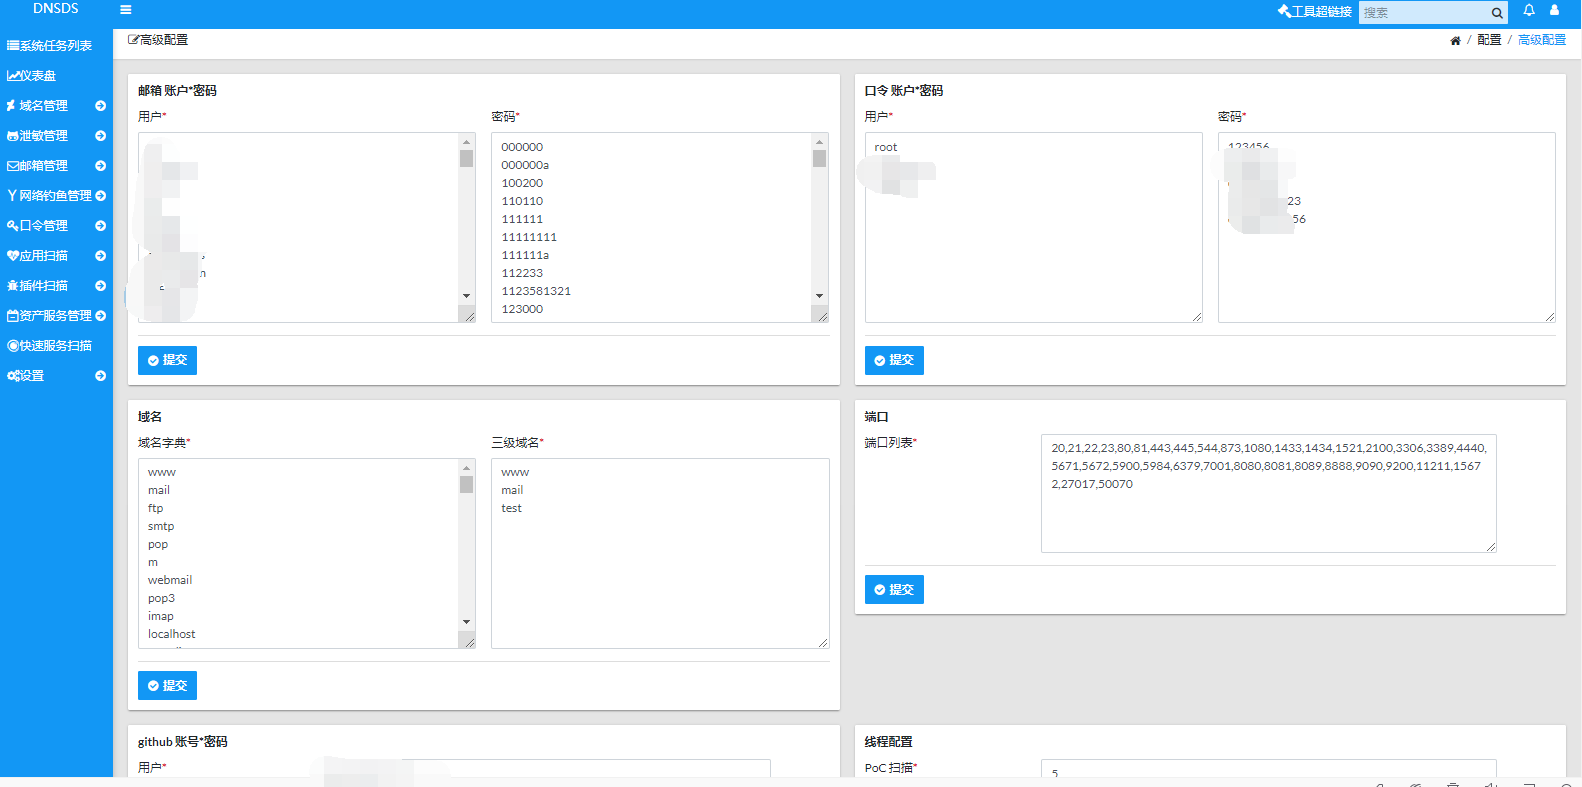 DNSDS
工具超链接
搜索
系统任务列表
仪表盘
域名管理
泄敏管理
邮箱管理
网络钓鱼管理
口令管理
应用扫描
插件扫描
资产服务管理
快速服务扫描
设置
高级配置
/ 配置 / 高级配置
邮箱 账户*密码
用户*
密码*
000000
000000a
100200
110110
111111
11111111
111111a
112233
1123581321
123000
提交
口令 账户*密码
用户*
root
密码*
123456
23
56
提交
域名
域名字典*
www
mail
ftp
smtp
pop
m
webmail
pop3
imap
localhost
三级域名*
www
mail
test
提交
端口
端口列表*
20,21,22,23,80,81,443,445,544,873,1080,1433,1434,1521,2100,3306,3389,4440,
5671,5672,5900,5984,6379,7001,8080,8081,8089,8888,9090,9200,11211,1567
2,27017,50070
提交
github 账号*密码
用户*
线程配置
PoC 扫描*
5